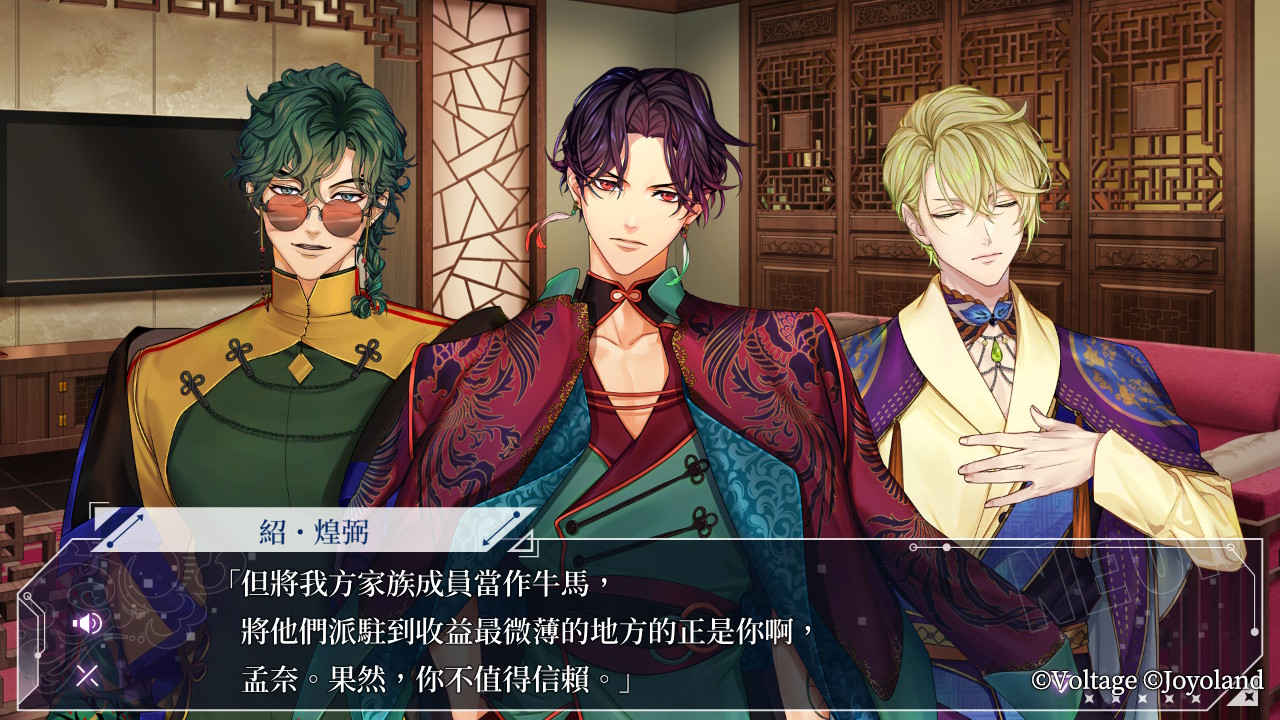 紹・煌弼
「但將我方家族成員當作牛馬，
將他們派駐到收益最微薄的地方的正是你啊，
孟奈。果然，你不值得信賴。」
©Voltage ©Joyoland